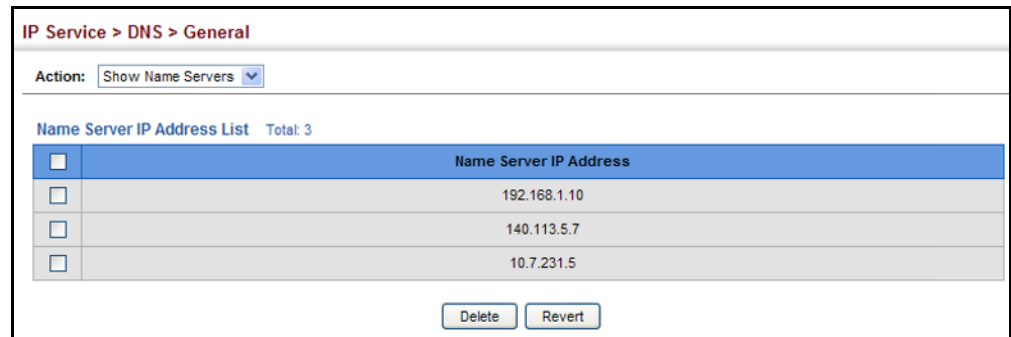 IP Service > DNS > General
Action: Show Name Servers
Name Server IP Address List Total: 3
Name Server IP Address
192.168.1.10
140.113.5.7
10.7.231.5
Delete Revert